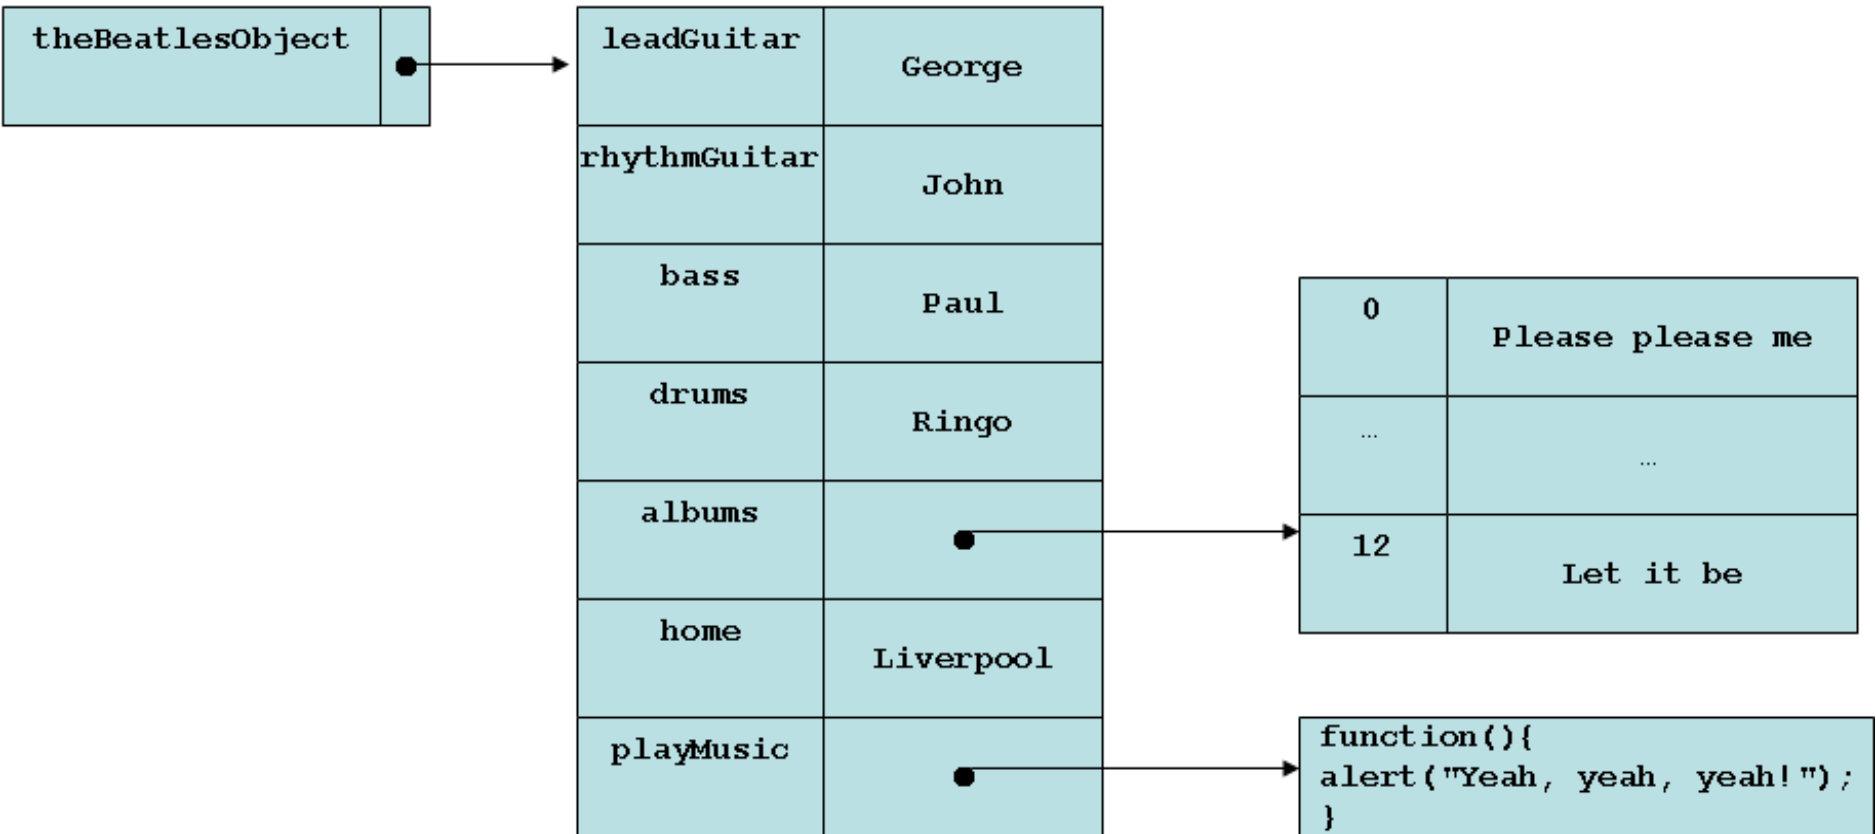 theBeatlesObject
leadGuitar
George
rhythmGuitar
John
bass
Paul
drums
Ringo
albums
home
Liverpool
playMusic
0
Please please me
...
...
12
Let it be
function(){
alert("Yeah, yeah, yeah!");
}